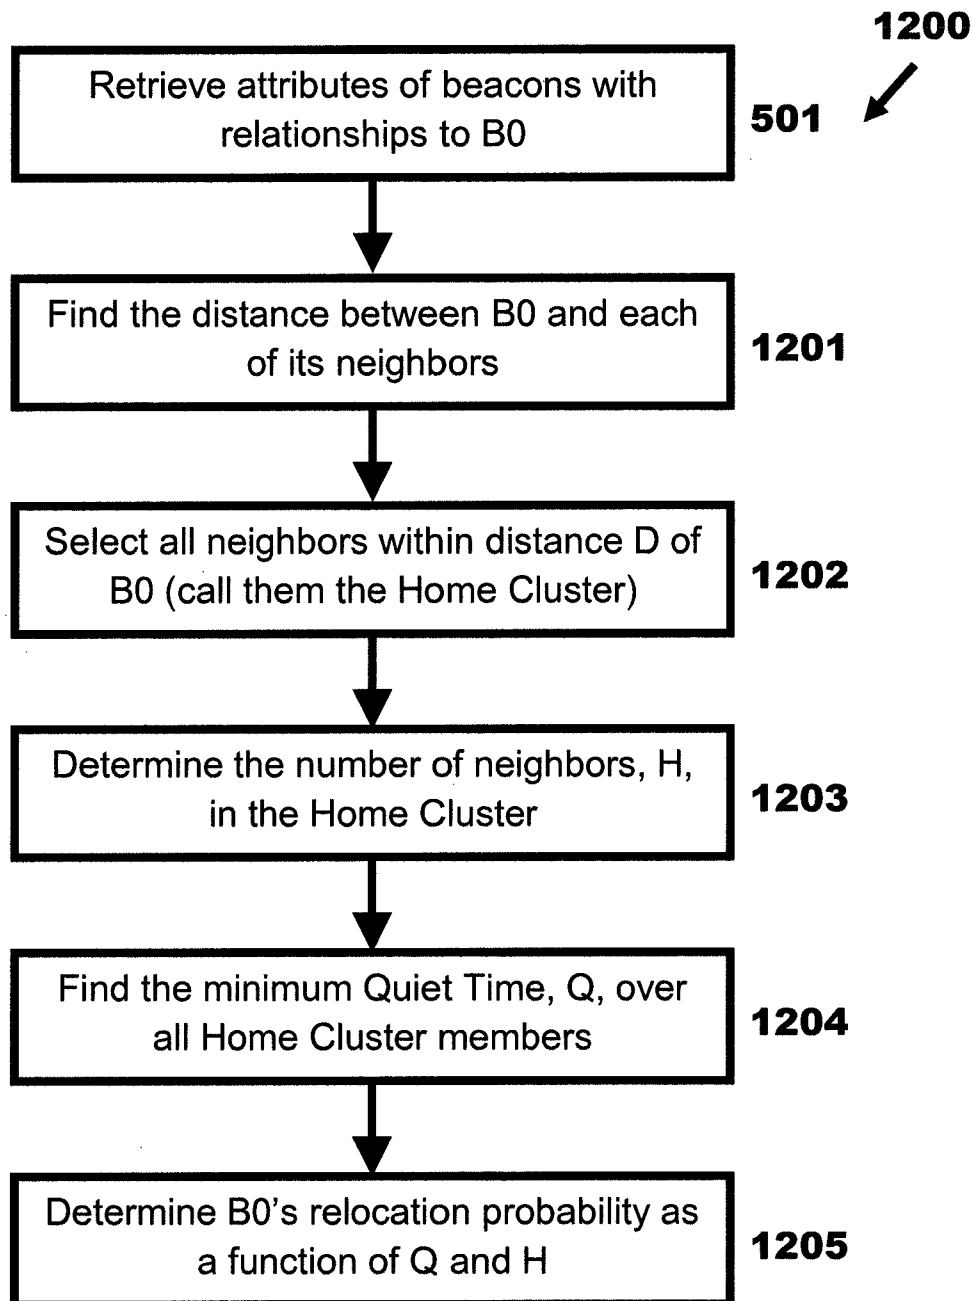 1200
Retrieve attributes of beacons with
relationships to B0
501
Find the distance between B0 and each
of its neighbors
1201
Select all neighbors within distance D of
B0 (call them the Home Cluster)
1202
Determine the number of neighbors, H,
in the Home Cluster
1203
Find the minimum Quiet Time, Q, over
all Home Cluster members
1204
Determine B0's relocation probability as
a function of Q and H
1205